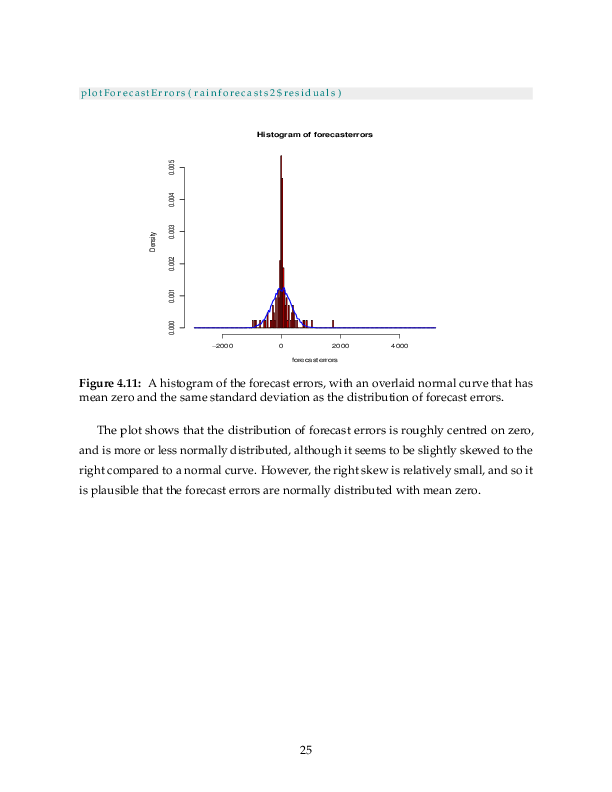 plotForecastErrors(rainforecasts2$residuals)
Histogram of forecasterrors
Density
0.005
0.004
0.003
0.002
0.001
0.000
−2000 0 2000 4000
forecasterrors
Figure 4.11: A histogram of the forecast errors, with an overlaid normal curve that has
mean zero and the same standard deviation as the distribution of forecast errors.
The plot shows that the distribution of forecast errors is roughly centred on zero,
and is more or less normally distributed, although it seems to be slightly skewed to the
right compared to a normal curve. However, the right skew is relatively small, and so it
is plausible that the forecast errors are normally distributed with mean zero.
25